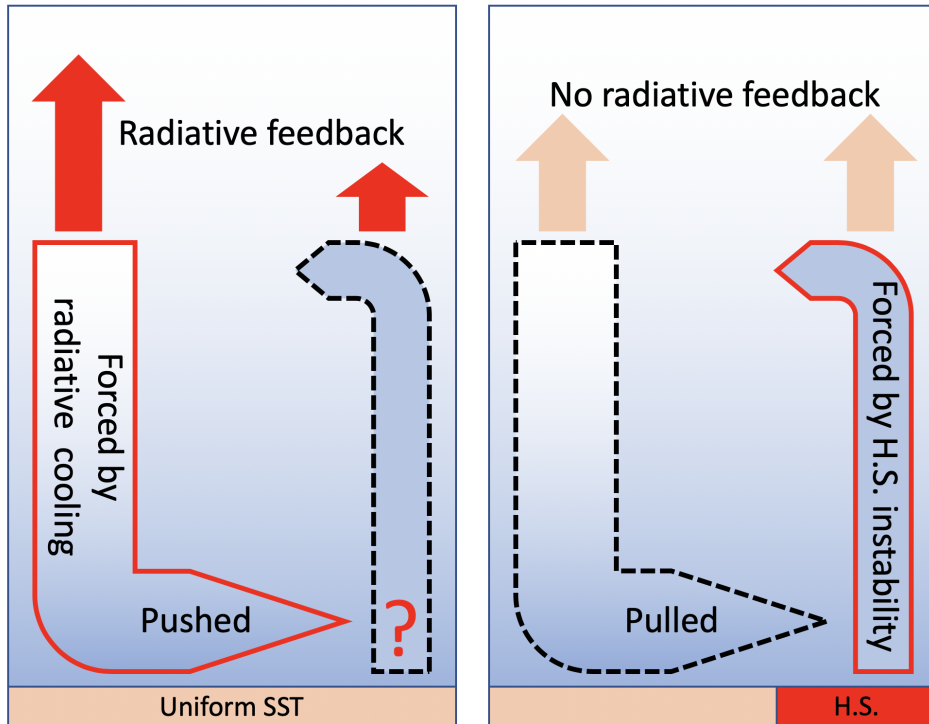 Radiative feedback
Forced by
radiative cooling
Pushed
?
Uniform SST
No radiative feedback
Forced by H.S. instability
Pulled
H.S.